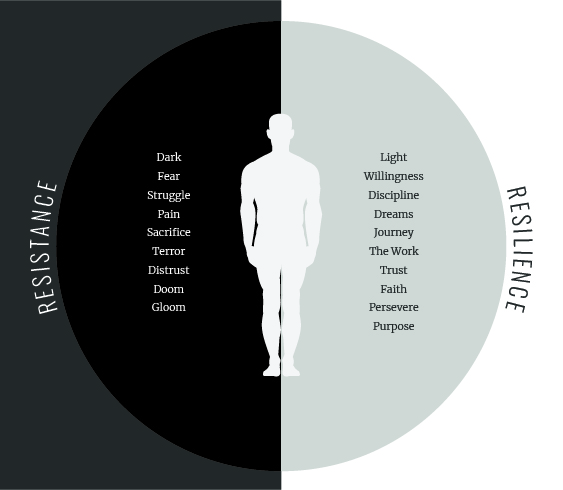 RESISTANCE
Dark
Fear
Struggle
Pain
Sacrifice
Terror
Distrust
Doom
Gloom
Light
Willingness
Discipline
Dreams
Journey
The Work
Trust
Faith
Persevere
Purpose
RESILIENCE